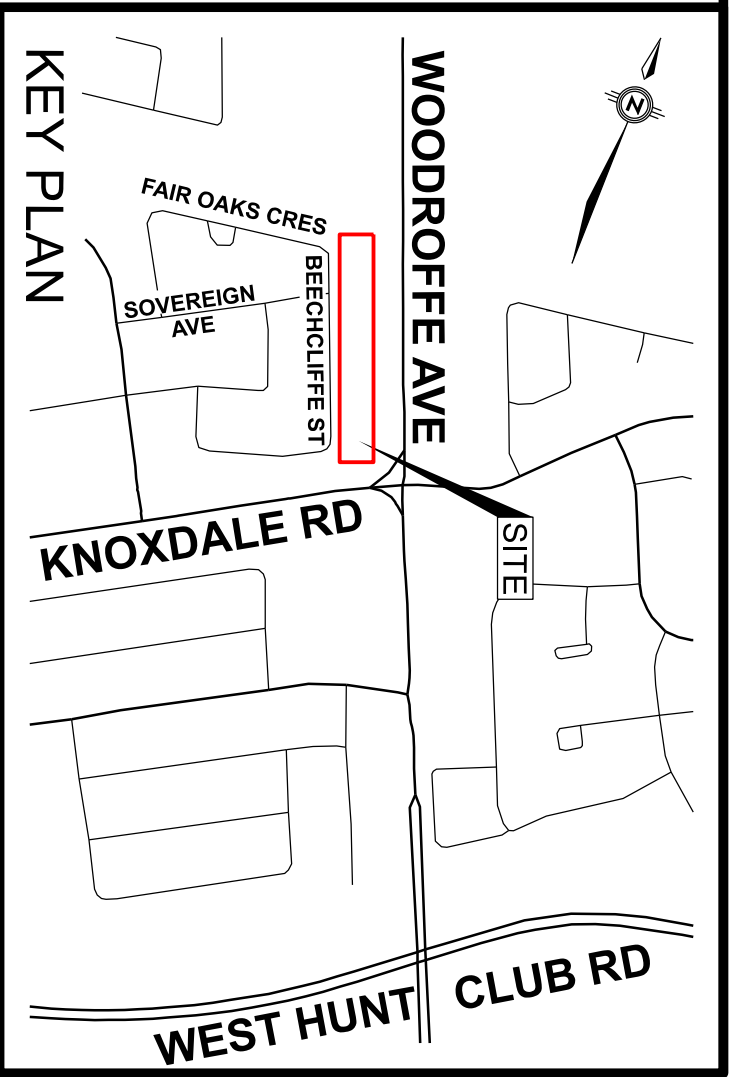 KEY PLAN
WOODROFFE AVE
N
FAIR OAKS CRES
BEECHCLIFFE ST
SOVEREIGN
AVE
KNOXDALE RD
SITE
WEST HUNT CLUB RD